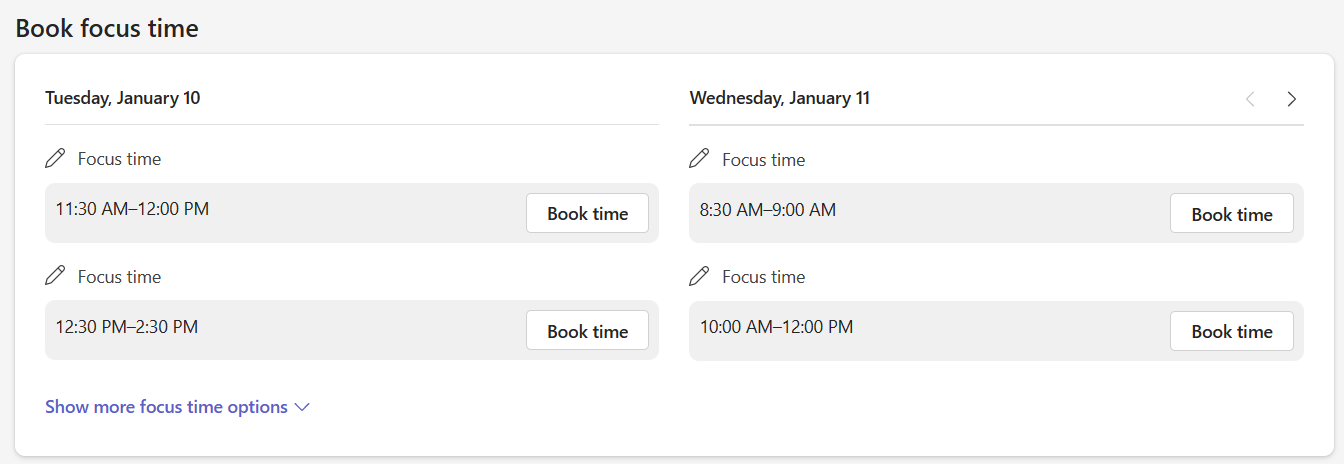 Book focus time
Tuesday, January 10
Focus time
11:30 AM–12:00 PM
Book time
Focus time
12:30 PM–2:30 PM
Book time
Wednesday, January 11
Focus time
8:30 AM–9:00 AM
Book time
Focus time
10:00 AM–12:00 PM
Book time
Show more focus time options